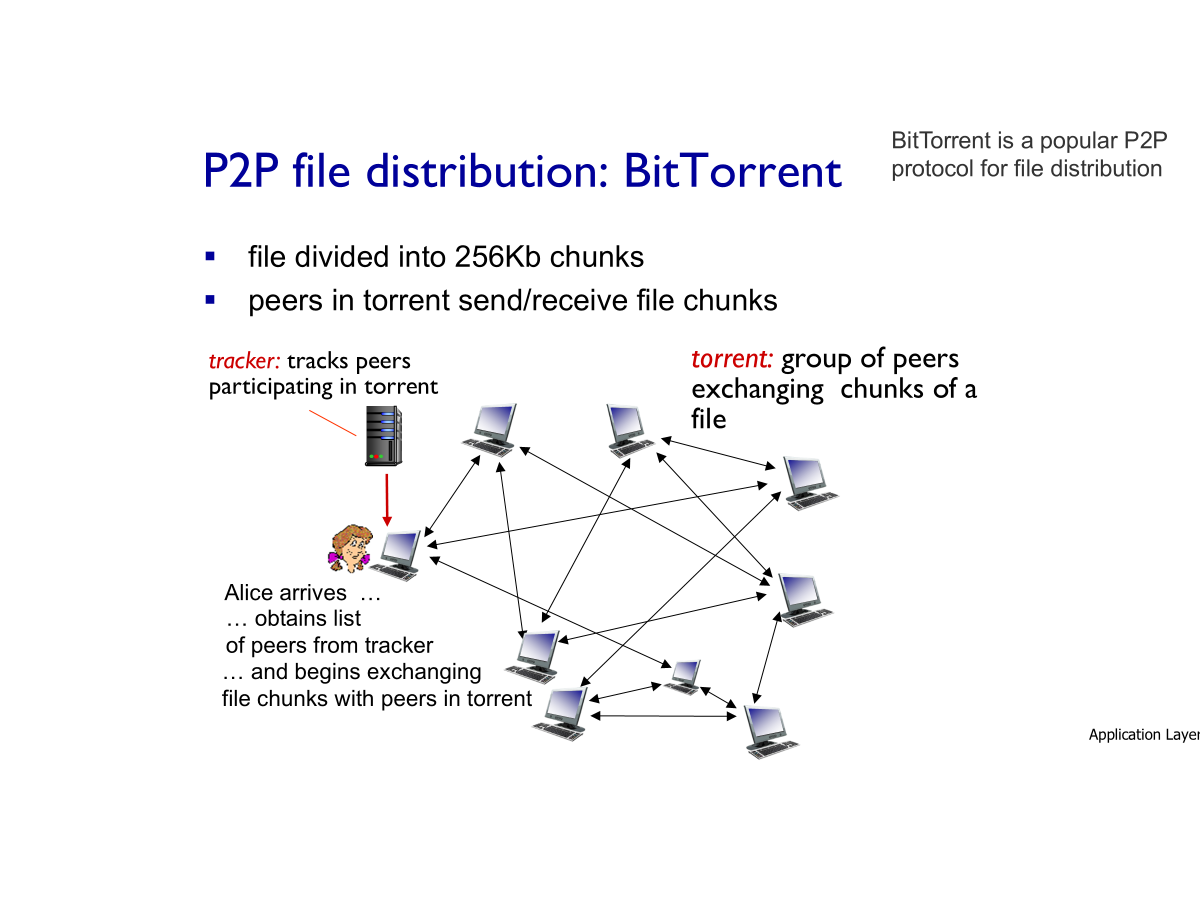 BitTorrent is a popular P2P
protocol for file distribution
P2P file distribution: BitTorrent
▪ file divided into 256Kb chunks
▪ peers in torrent send/receive file chunks
tracker: tracks peers
participating in torrent
torrent: group of peers
exchanging chunks of a
file
Alice arrives …
… obtains list
of peers from tracker
… and begins exchanging
file chunks with peers in torrent
Application Layer